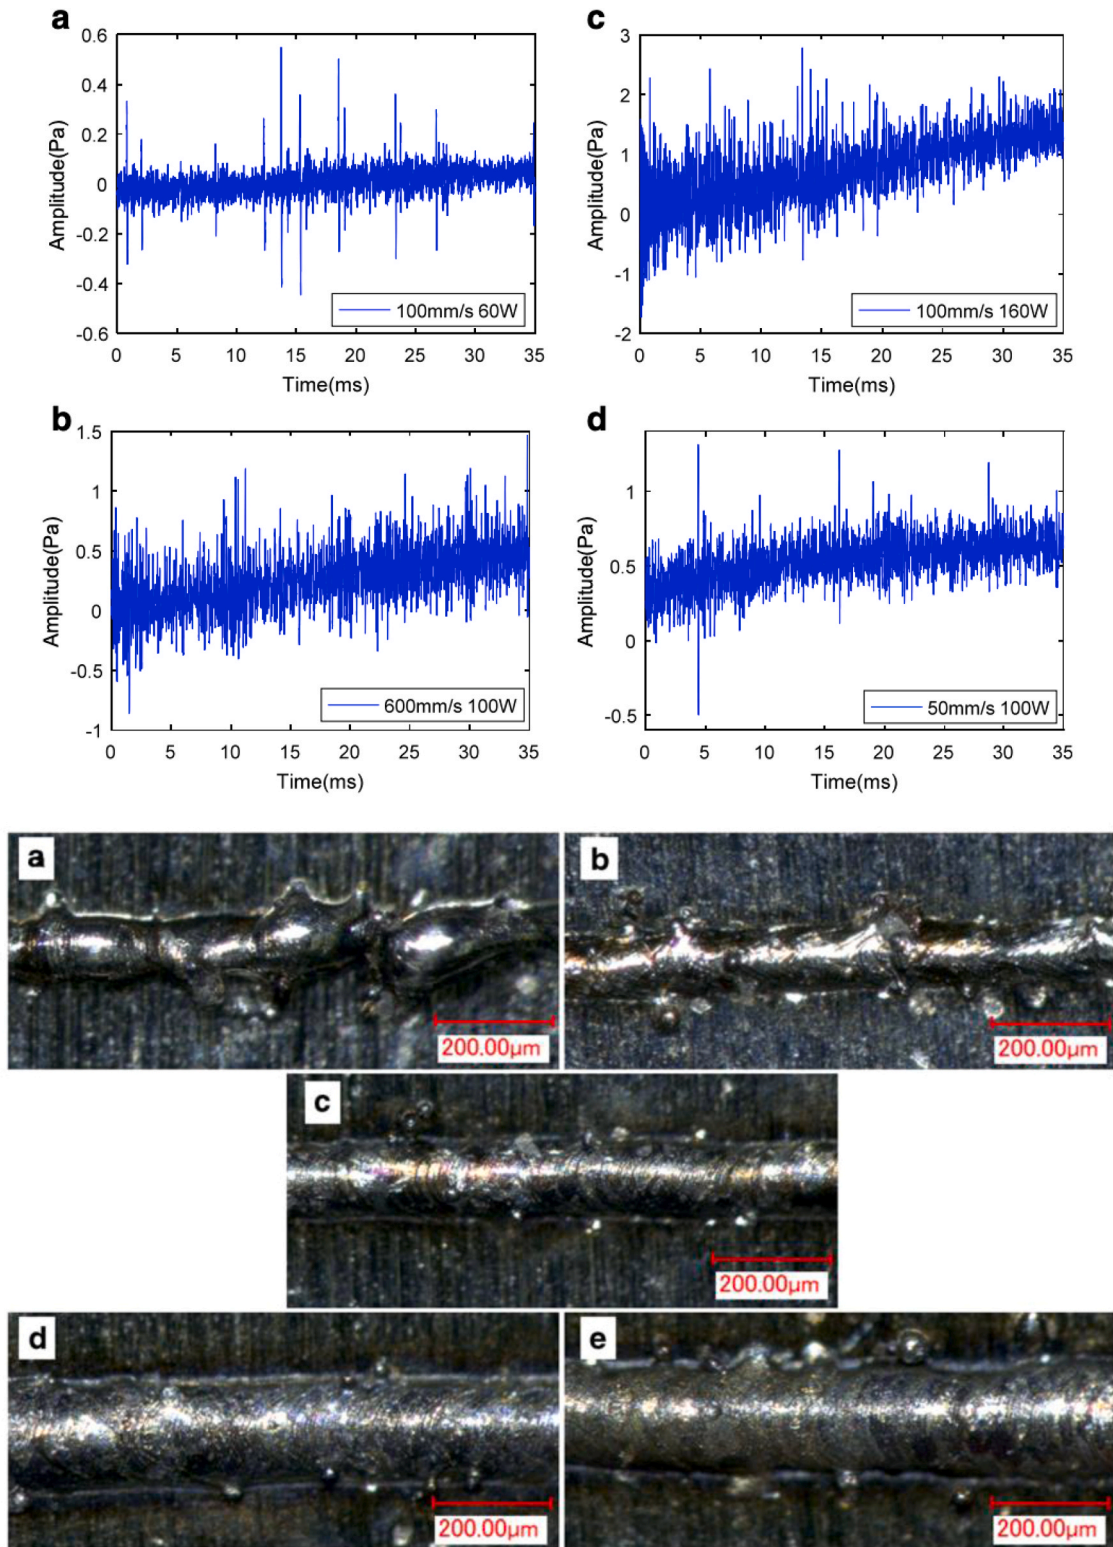 a
0.6
0.4
0.2
0
-0.2
-0.4
-0.6
Amplitude(Pa)
100mm/s 60W
0 5 10 15 20 25 30 35
Time(ms)
c
3
2
1
0
-1
-2
Amplitude(Pa)
100mm/s 160W
0 5 10 15 20 25 30 35
Time(ms)
b
1.5
1
0.5
0
-0.5
-1
Amplitude(Pa)
600mm/s 100W
0 5 10 15 20 25 30 35
Time(ms)
d
1
0.5
0
-0.5
Amplitude(Pa)
50mm/s 100W
0 5 10 15 20 25 30 35
Time(ms)
a
200.00μm
b
200.00μm
c
200.00μm
d
200.00μm
e
200.00μm